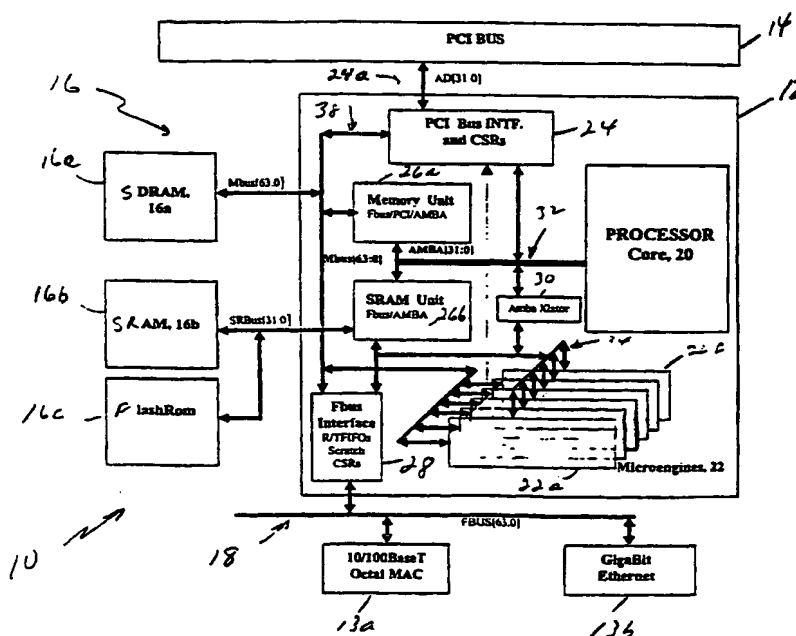 PCI BUS
14
24a
AD[31:0]
16
38
12
PCI Bus INTF.
and CSRs
24
16a
SDRAM,
16a
Mbus[63:0]
26a
Memory Unit
Fbus/PCI/AMBA
32
PROCESSOR
Core, 20
AMBA[31:0]
Mbus[63:0]
30
16b
SRAM, 16b
SRBus[31:0]
SRAM Unit
Fbus/AMBA
26b
Amba Xlator
34
22f
16c
FlashRom
Fbus
Interface
R/TFIFOs
Scratch
CSRs
28
Microengines, 22
22a
10
18
FBUS[63:0]
10/100BaseT
Octal MAC
GigaBit
Ethernet
13a
13b